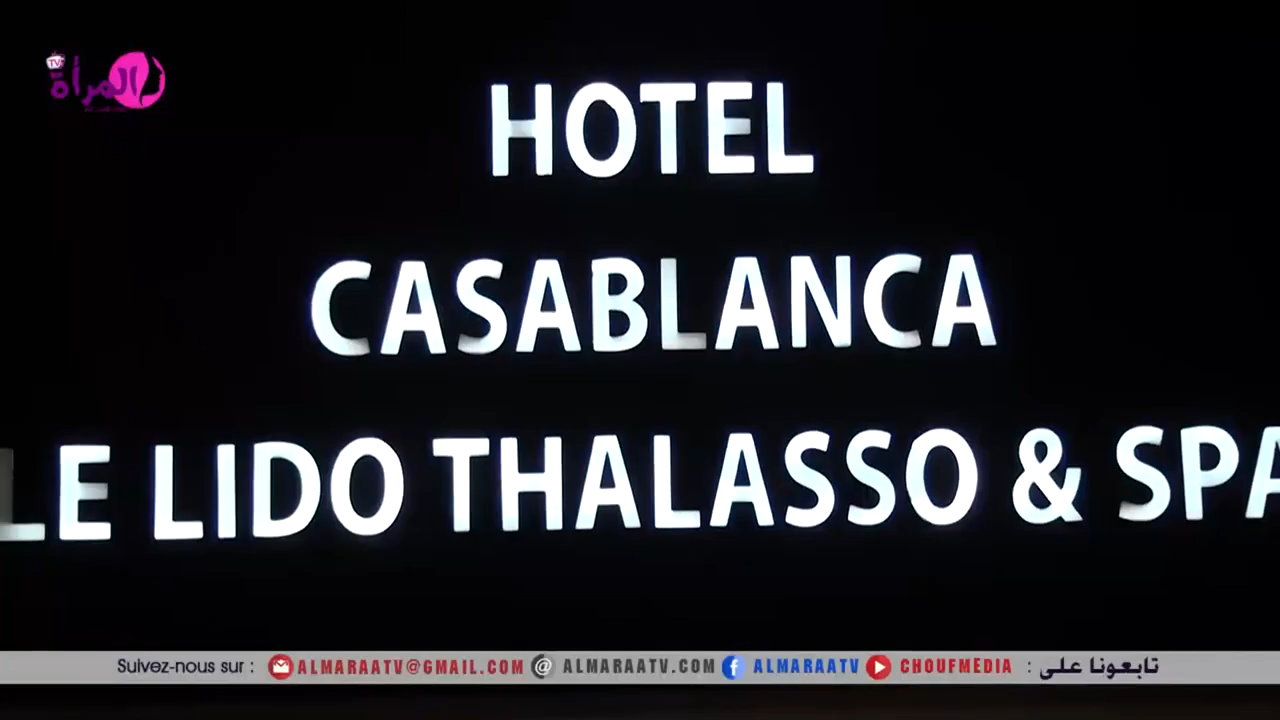 TV المرأة
HOTEL
CASABLANCA
LE LIDO THALASSO & SPA
Suivez-nous sur : ALMARAATV@GMAIL.COM @ ALMARAATV.COM f ALMARAATV CHOUFMEDIA : تابعونا على